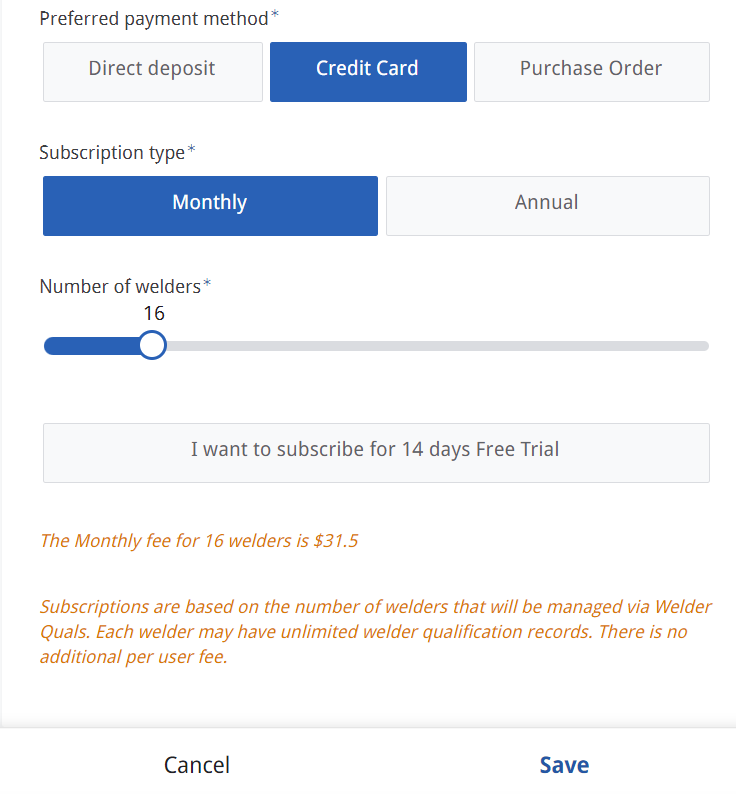 Preferred payment method*
Direct deposit
Credit Card
Purchase Order
Subscription type*
Monthly
Annual
Number of welders*
16
I want to subscribe for 14 days Free Trial
The Monthly fee for 16 welders is $31.5
Subscriptions are based on the number of welders that will be managed via Welder
Quals. Each welder may have unlimited welder qualification records. There is no
additional per user fee.
Cancel
Save